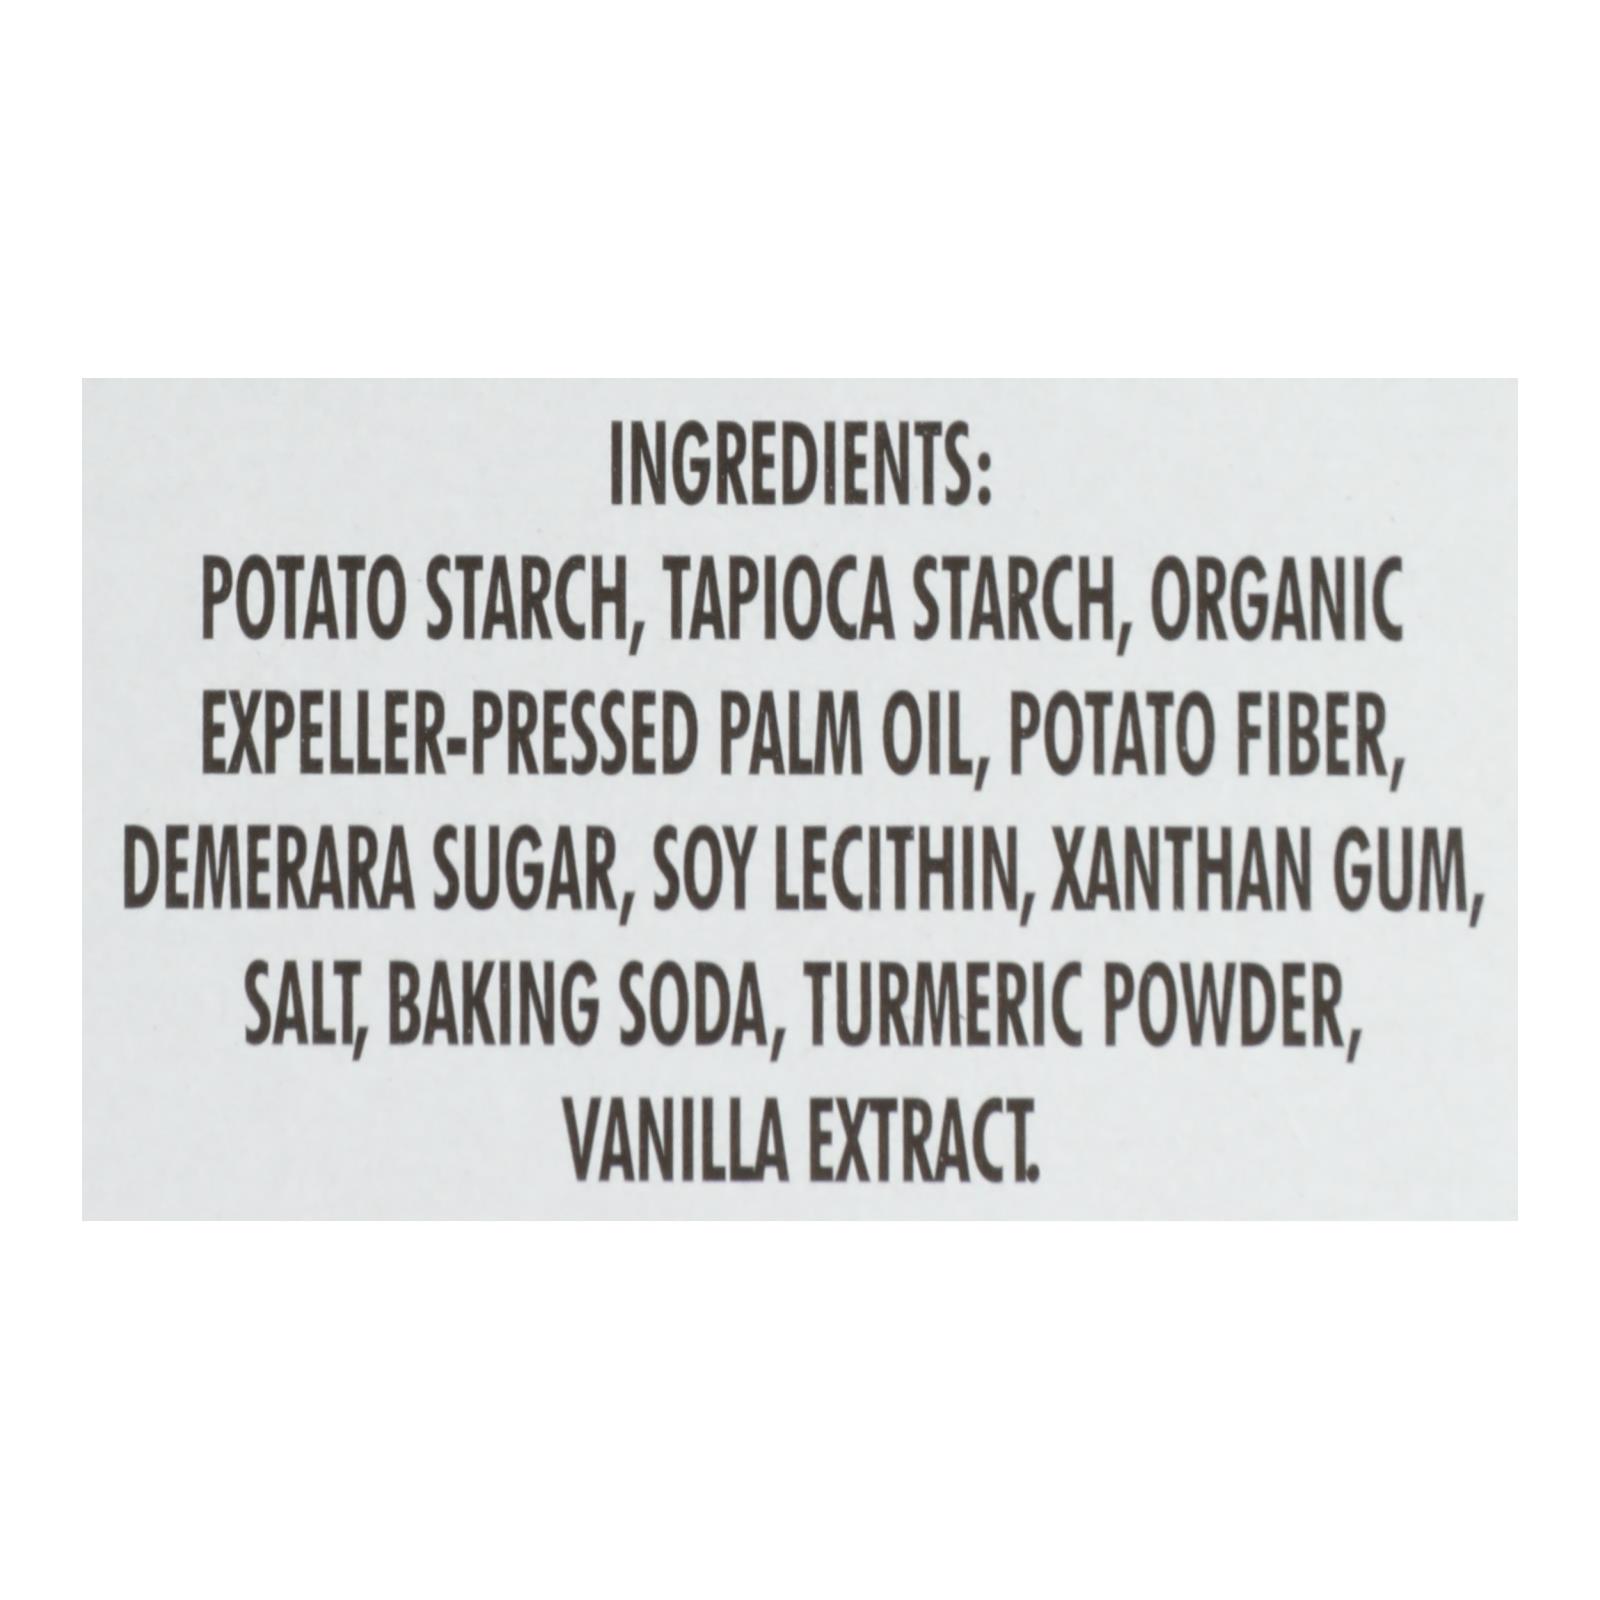 INGREDIENTS:
POTATO STARCH, TAPIOCA STARCH, ORGANIC
EXPELLER-PRESSED PALM OIL, POTATO FIBER,
DEMERARA SUGAR, SOY LECITHIN, XANTHAN GUM,
SALT, BAKING SODA, TURMERIC POWDER,
VANILLA EXTRACT.